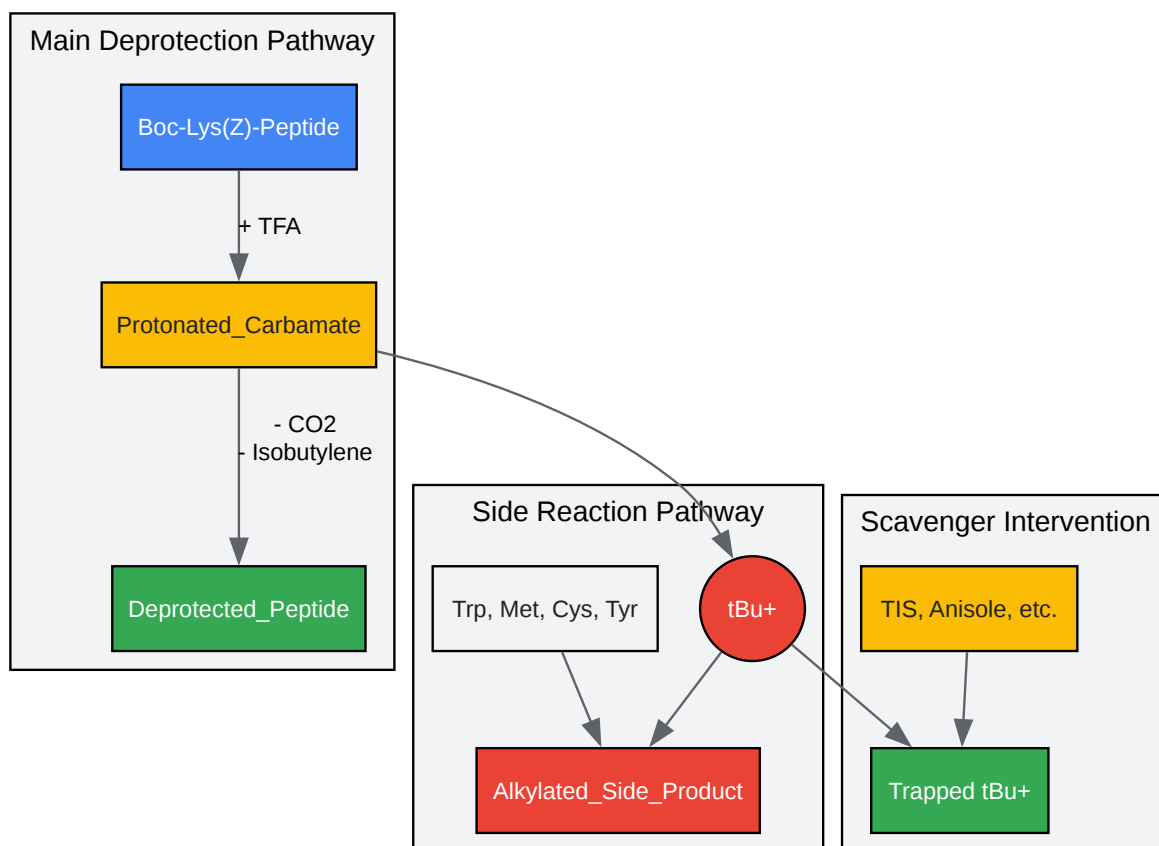 Main Deprotection Pathway
Boc-Lys(Z)-Peptide
+ TFA
Protonated_Carbamate
- CO2
- Isobutylene
Deprotected_Peptide
Side Reaction Pathway
Trp, Met, Cys, Tyr
tBu+
Alkylated_Side_Product
Scavenger Intervention
TIS, Anisole, etc.
Trapped tBu+